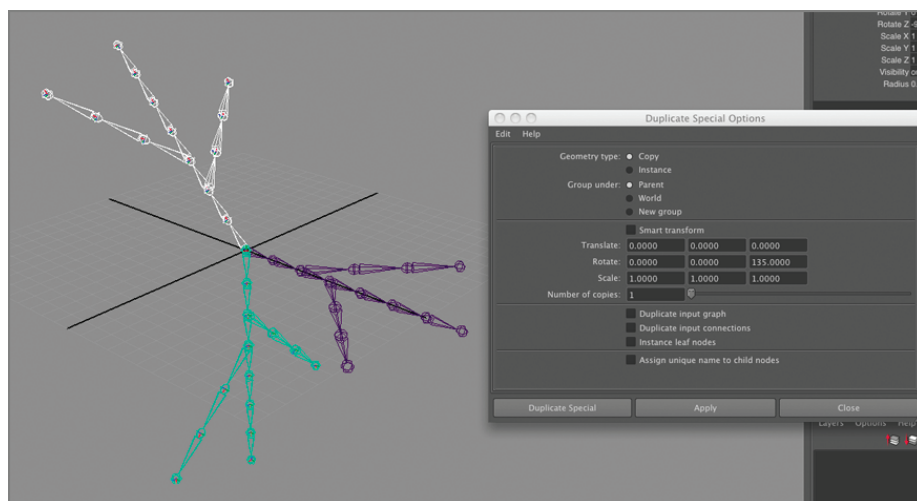 Rotate Z
Scale X 1
Scale Y 1
Scale Z 1
Visibility
Radius 0.
Duplicate Special Options
Edit Help
Geometry type: Copy
Instance
Group under: Parent
World
New group
Smart transform
Translate: 0.0000 0.0000 0.0000
Rotate: 0.0000 0.0000 135.0000
Scale: 1.0000 1.0000 1.0000
Number of copies: 1
Duplicate input graph
Duplicate input connections
Instance leaf nodes
Assign unique name to child nodes
Duplicate Special Apply Close
Layers Options Help